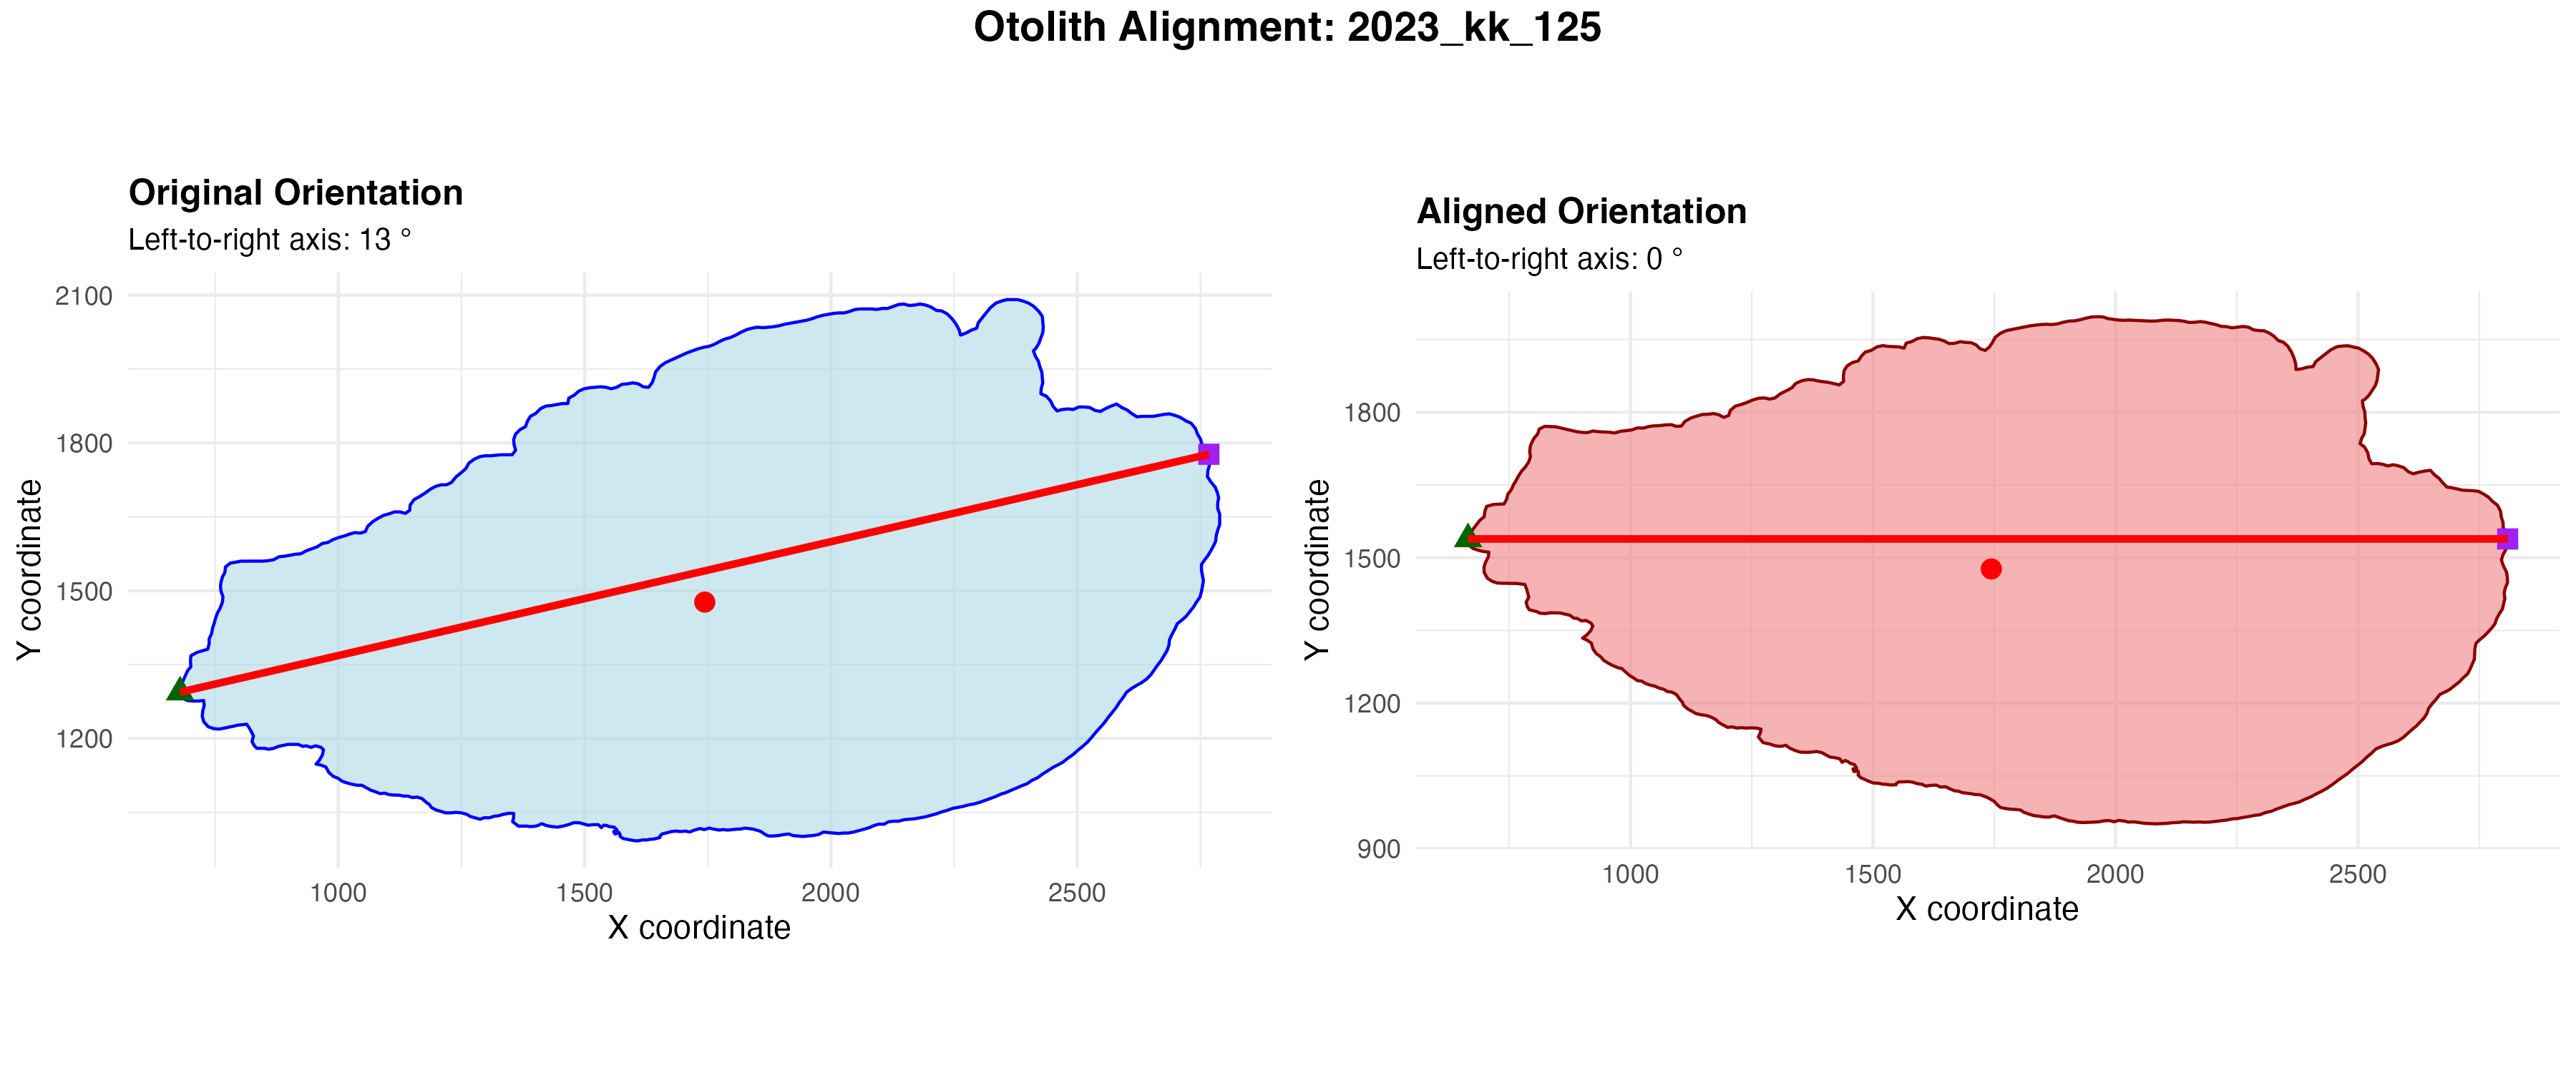 Otolith Alignment: 2023_kk_125
Original Orientation
Left-to-right axis: 13 °
2100
1800
1500
1200
Y coordinate
1000 1500 2000 2500
X coordinate
Aligned Orientation
Left-to-right axis: 0 °
1800
1500
1200
900
Y coordinate
1000 1500 2000 2500
X coordinate